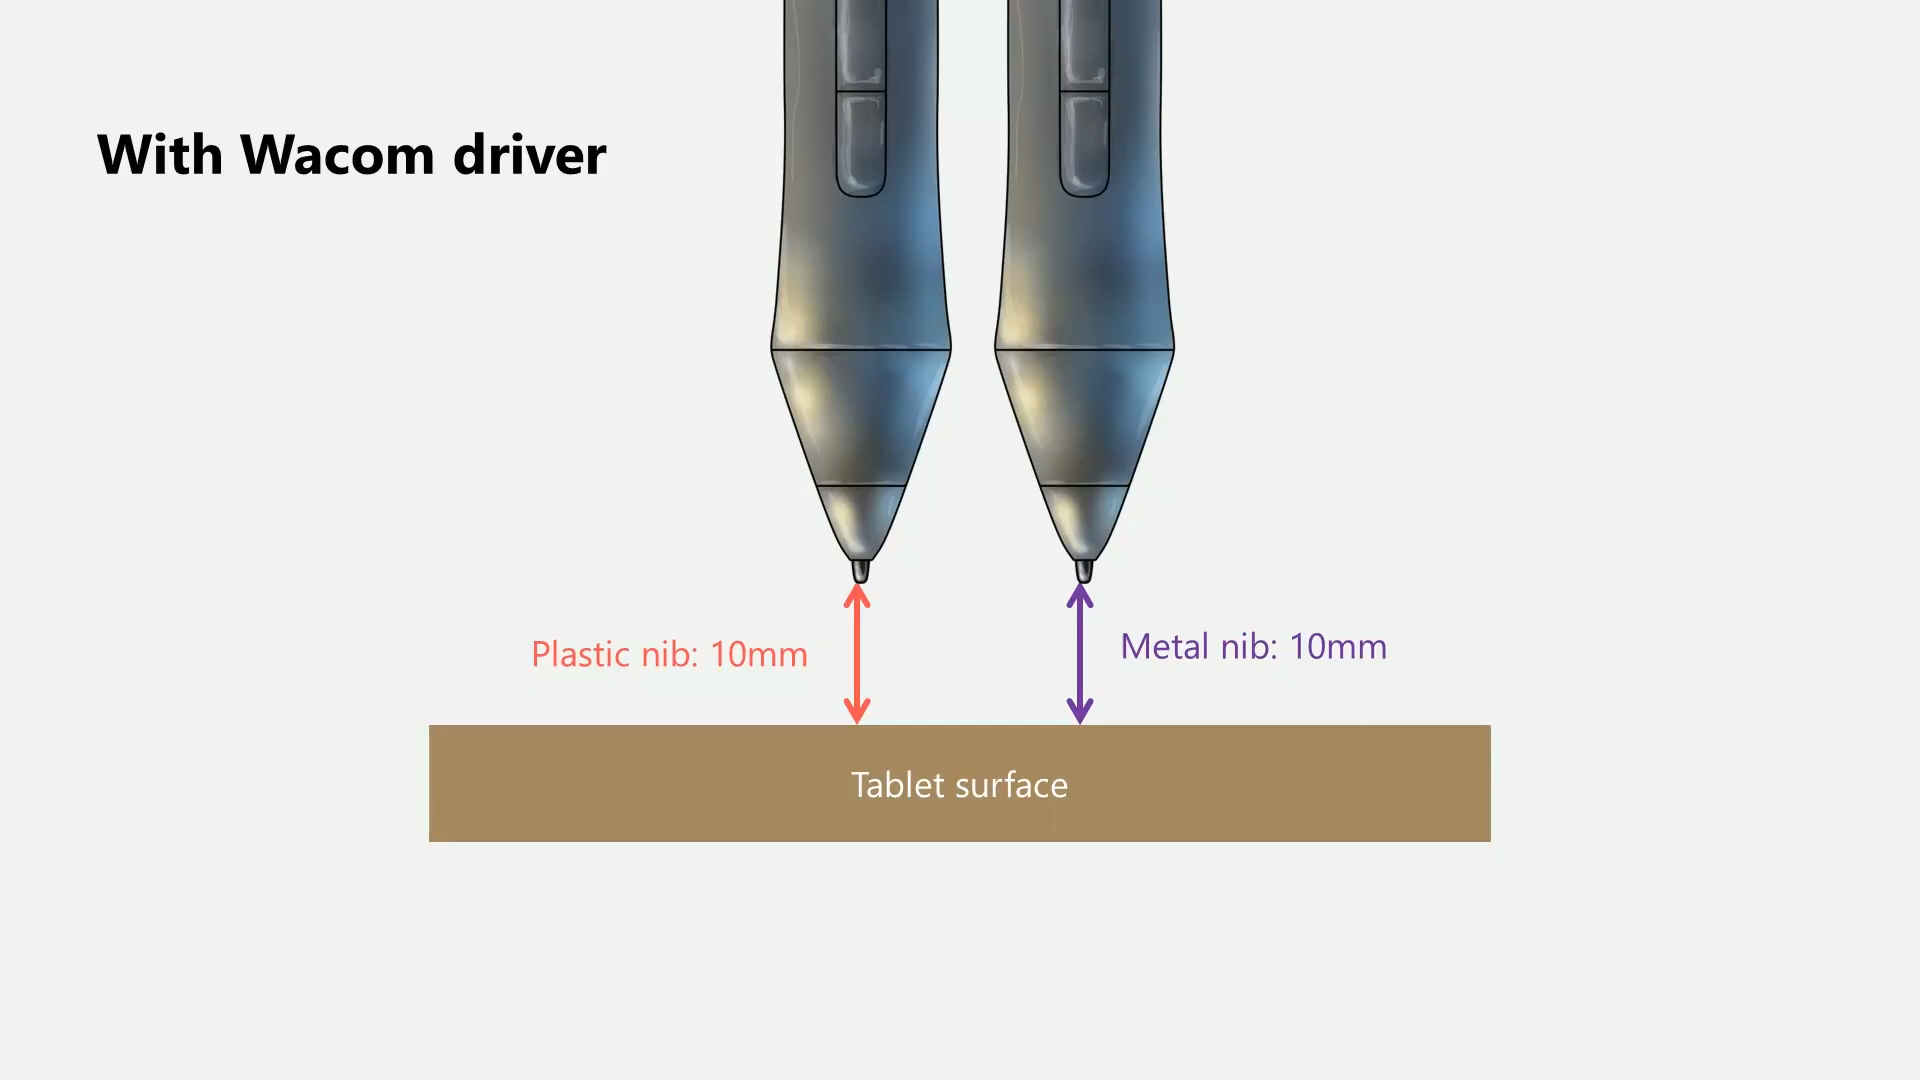 With Wacom driver
Plastic nib: 10mm
Metal nib: 10mm
Tablet surface